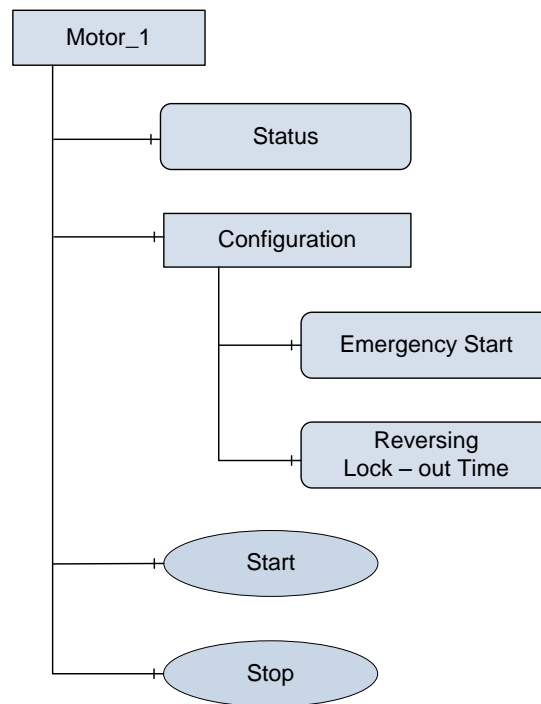 Motor_1
Status
Configuration
Emergency Start
Reversing
Lock – out Time
Start
Stop